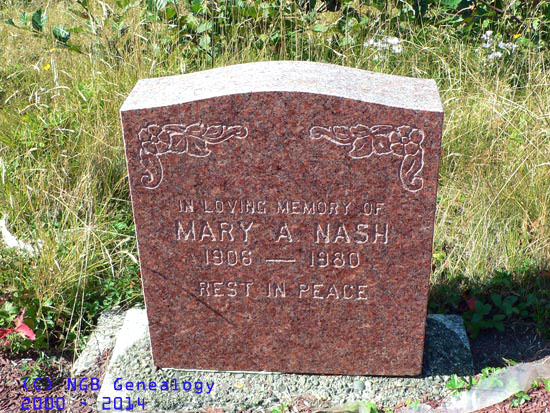 IN LOVING MEMORY OF
MARY A NASH
1906 — 1980
REST IN PEACE
(C) NGB Genealogy
2000 - 2014